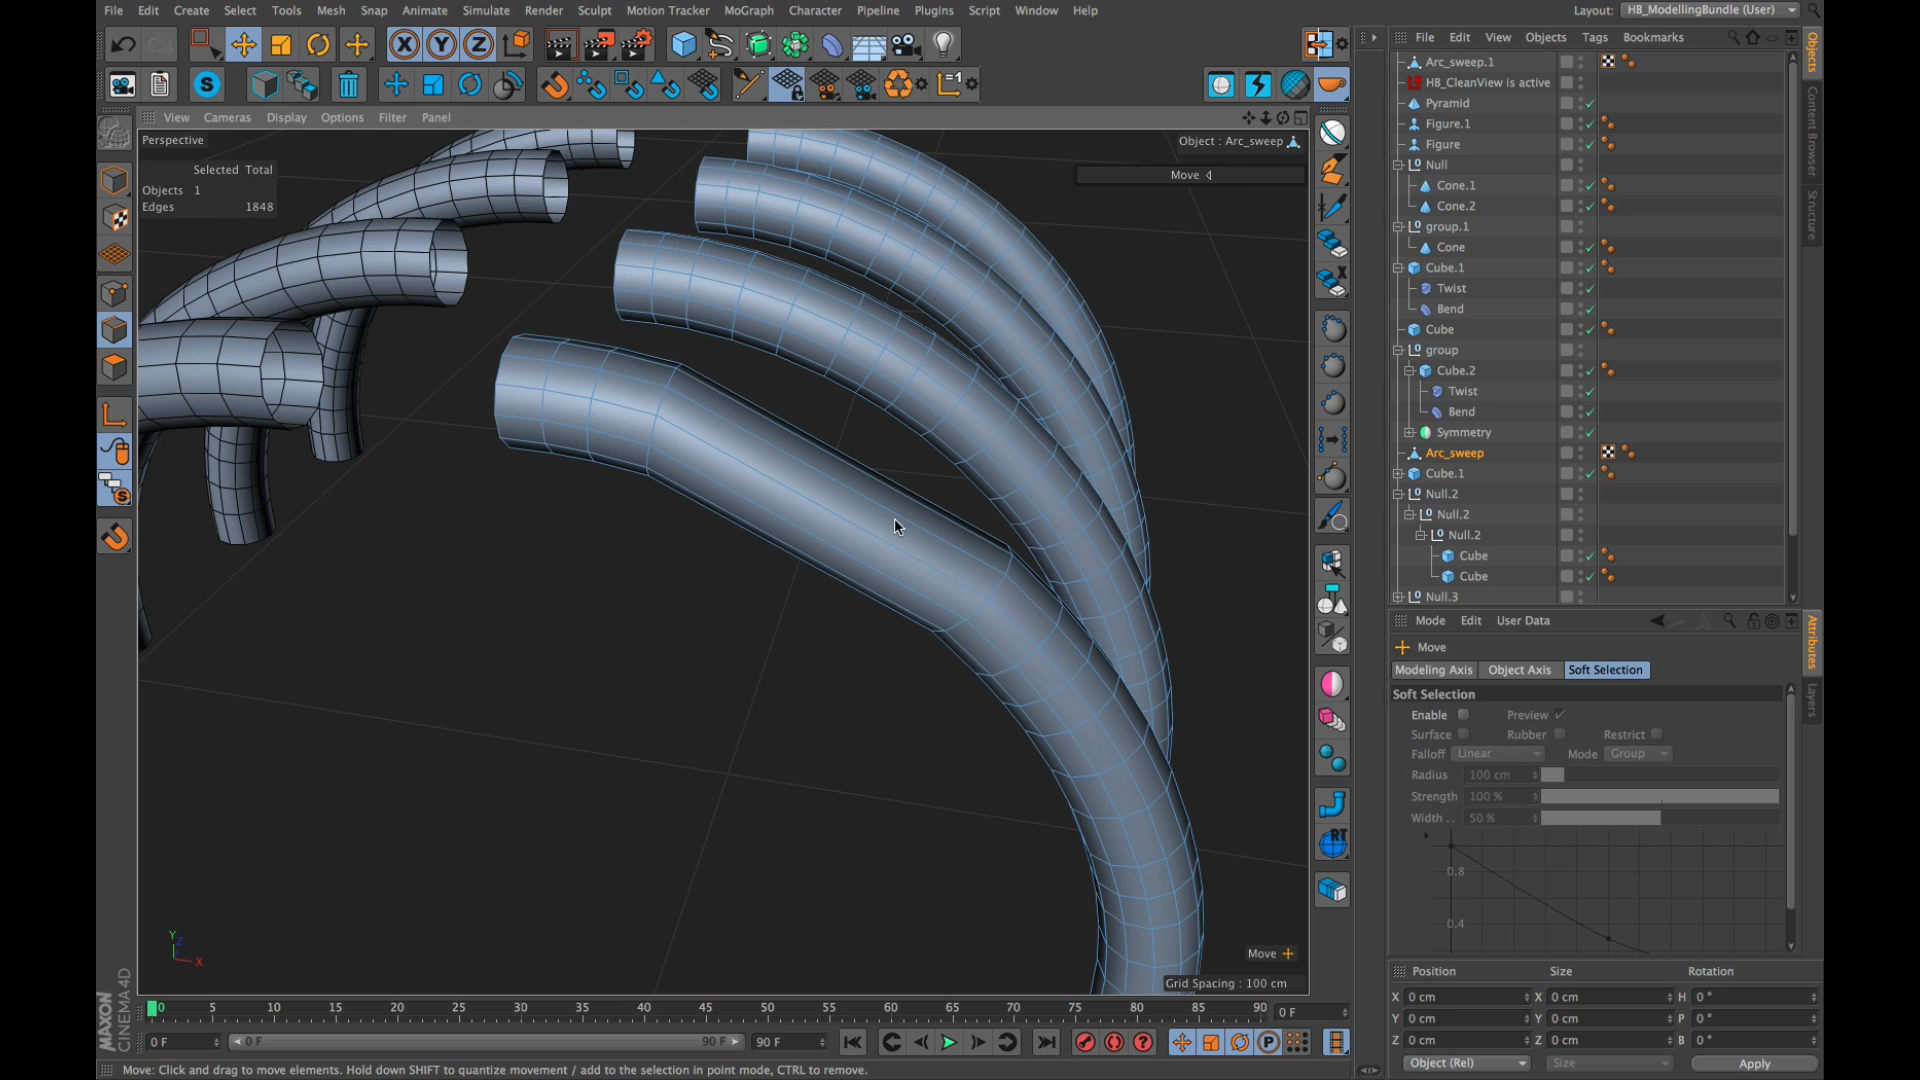 File Edit Create Select Tools Mesh Snap Animate Simulate Render Sculpt Motion Tracker MoGraph Character Pipeline Plugins Script Window Help
Layout: HB_ModellingBundle (User)
File Edit View Objects Tags Bookmarks
Objects
Content Browser
Structure
Arc_sweep.1
HB_CleanView is active
Pyramid
Figure.1
Figure
Null
Cone.1
Cone.2
group.1
Cone
Cube.1
Twist
Bend
Cube
group
Cube.2
Twist
Bend
Symmetry
Arc_sweep
Cube.1
Null.2
Null.2
Null.2
Cube
Cube
Null.3
View Cameras Display Options Filter Panel
Perspective
Object : Arc_sweep
Selected Total
Objects 1
Edges 1848
Move
Move
Grid Spacing : 100 cm
Y
Z
X
Mode Edit User Data
Attributes
Layers
Move
Modeling Axis Object Axis Soft Selection
Soft Selection
Enable Preview
Surface Rubber Restrict
Falloff Linear Mode Group
Radius 100 cm
Strength 100 %
Width . . 50 %
0.8
0.4
Position Size Rotation
X 0 cm X 0 cm H 0 °
Y 0 cm Y 0 cm P 0 °
Z 0 cm Z 0 cm B 0 °
Object (Rel) Size Apply
0 5 10 15 20 25 30 35 40 45 50 55 60 65 70 75 80 85 90 0 F
0 F 0 F 90 F 90 F
MAXON
CINEMA 4D
Move: Click and drag to move elements. Hold down SHIFT to quantize movement / add to the selection in point mode, CTRL to remove.